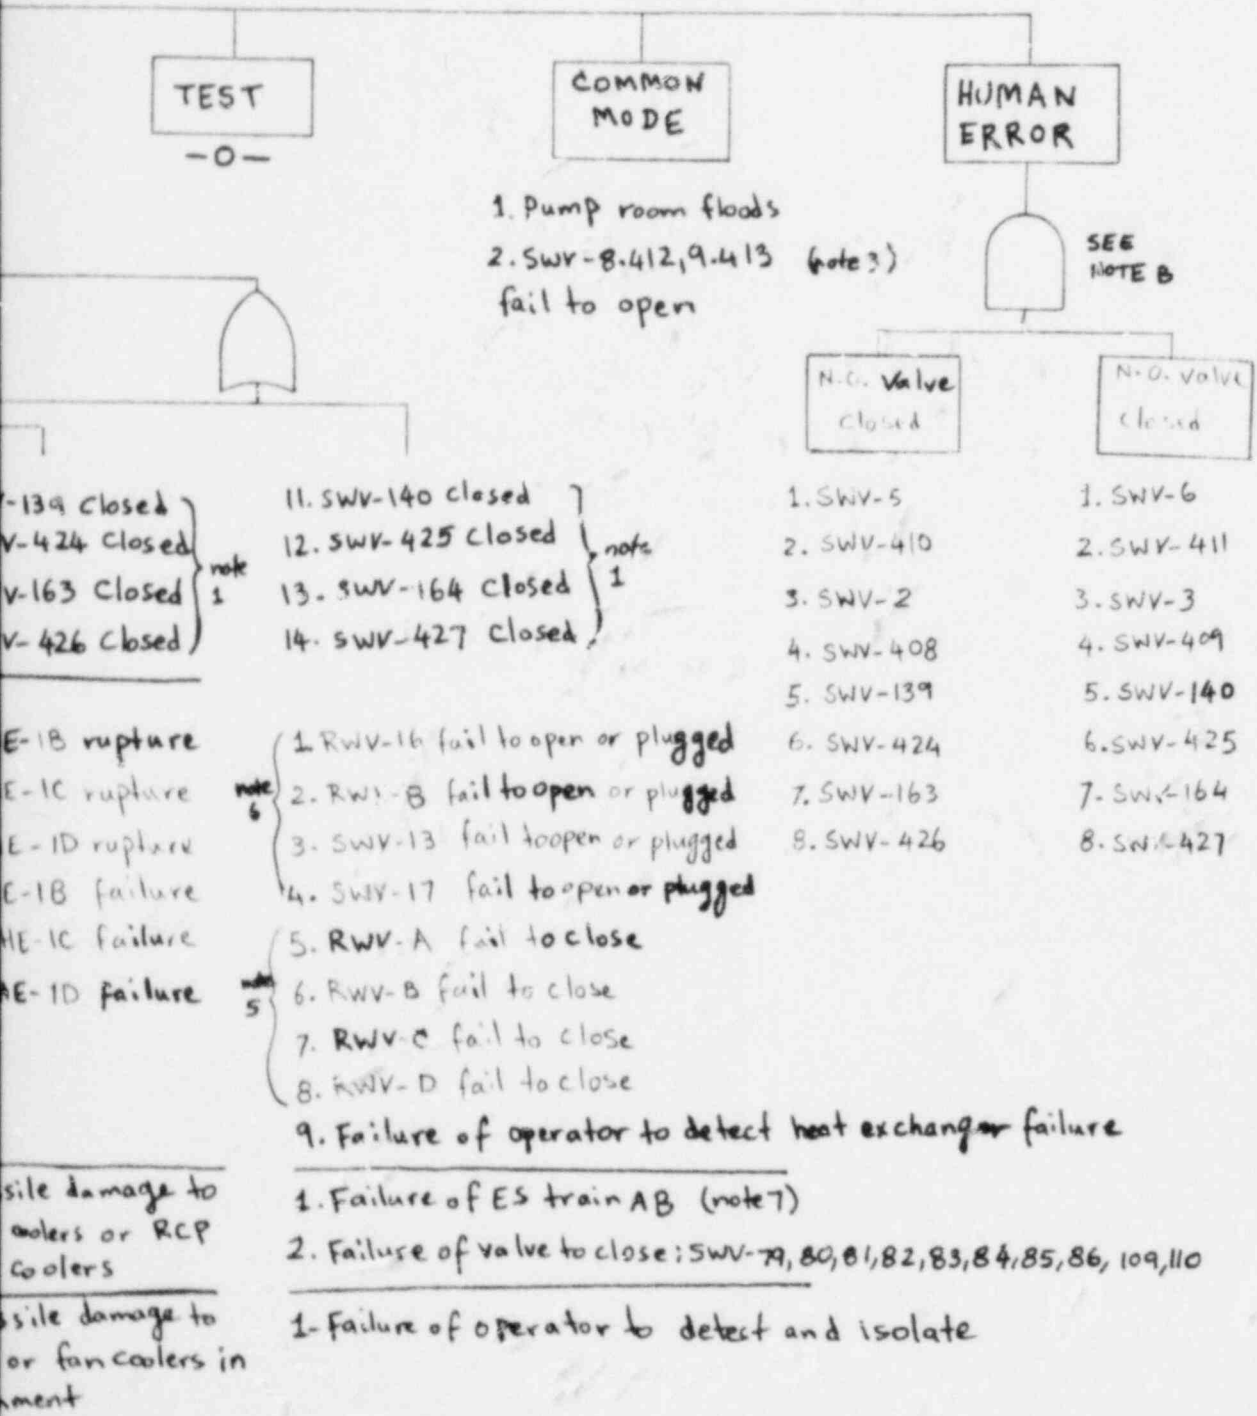 TEST
-0-
COMMON
MODE
HUMAN
ERROR
1. Pump room floods
2. SWV-8.412,9.413 (note 3)
fail to open
SEE
NOTE B
N.O. Valve
Closed
N.O. Valve
Closed
-139 Closed
V-424 Closed
V-163 Closed
V-426 Closed
note
1
11. SWV-140 Closed
12. SWV-425 Closed
13. SWV-164 Closed
14. SWV-427 Closed
note
1
1. SWV-5
2. SWV-410
3. SWV-2
4. SWV-408
5. SWV-139
6. SWV-424
7. SWV-163
8. SWV-426
1. SWV-6
2. SWV-411
3. SWV-3
4. SWV-409
5. SWV-140
6. SWV-425
7. SWV-164
8. SWV-427
E-1B rupture
E-1C rupture
E-1D rupture
E-1B failure
HE-1C failure
HE-1D failure
note
6
1. RWV-16 fail to open or plugged
2. fail to open or plugged
3. SWV-13 fail to open or plugged
4. SWV-17 fail to open or plugged
note
5
5. RWV-A fail to close
6. RWV-B fail to close
7. RWV-C fail to close
8. RWV-D fail to close
9. Failure of operator to detect heat exchanger failure
sile damage to
oolers or RCP
coolers
1. Failure of ES train AB (note 7)
2. Failure of valve to close: SWV-79, 80, 81, 82, 83, 84, 85, 86, 109, 110
ssile damage to
or fan coolers in
nment
1- Failure of operator to detect and isolate